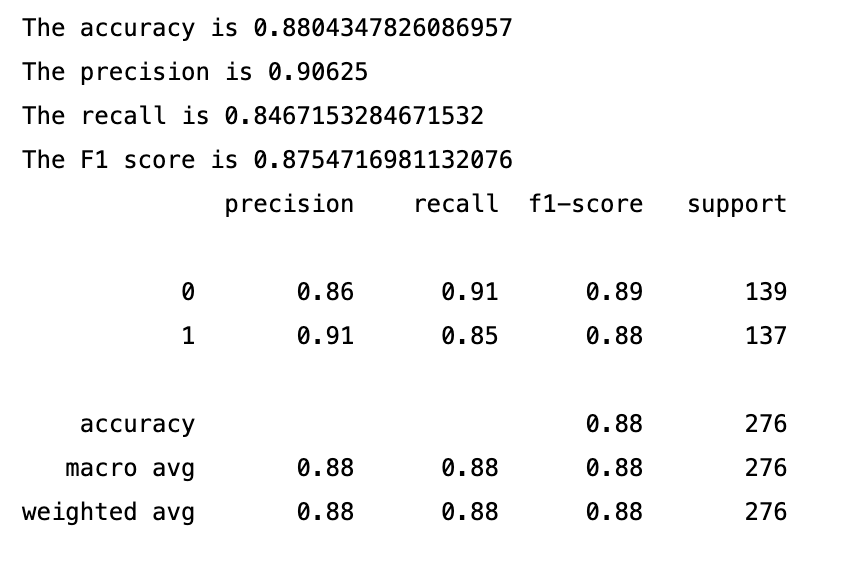 The accuracy is 0.8804347826086957
The precision is 0.90625
The recall is 0.8467153284671532
The F1 score is 0.8754716981132076
precision recall f1-score support
0 0.86 0.91 0.89 139
1 0.91 0.85 0.88 137
accuracy 0.88 276
macro avg 0.88 0.88 0.88 276
weighted avg 0.88 0.88 0.88 276